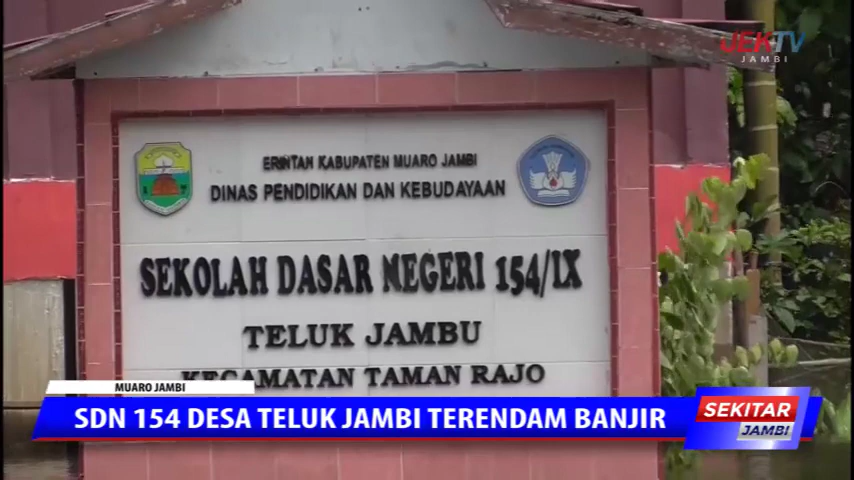 JEKTV
JAMBI
ERINTAH KABUPATEN MUARO JAMBI
DINAS PENDIDIKAN DAN KEBUDAYAAN
SEKOLAH DASAR NEGERI 154/IX
TELUK JAMBU
KECAMATAN TAMAN RAJO
MUARO JAMBI
SDN 154 DESA TELUK JAMBI TERENDAM BANJIR
SEKITAR
JAMBI